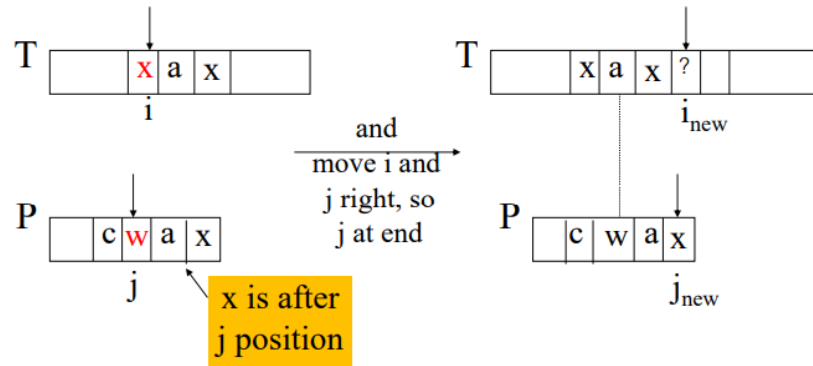 T
x a x
i
and
move i and
j right, so
j at end
P
c w a x
j
x is after
j position
T
x a x ?
i new
P
c w a x
j new